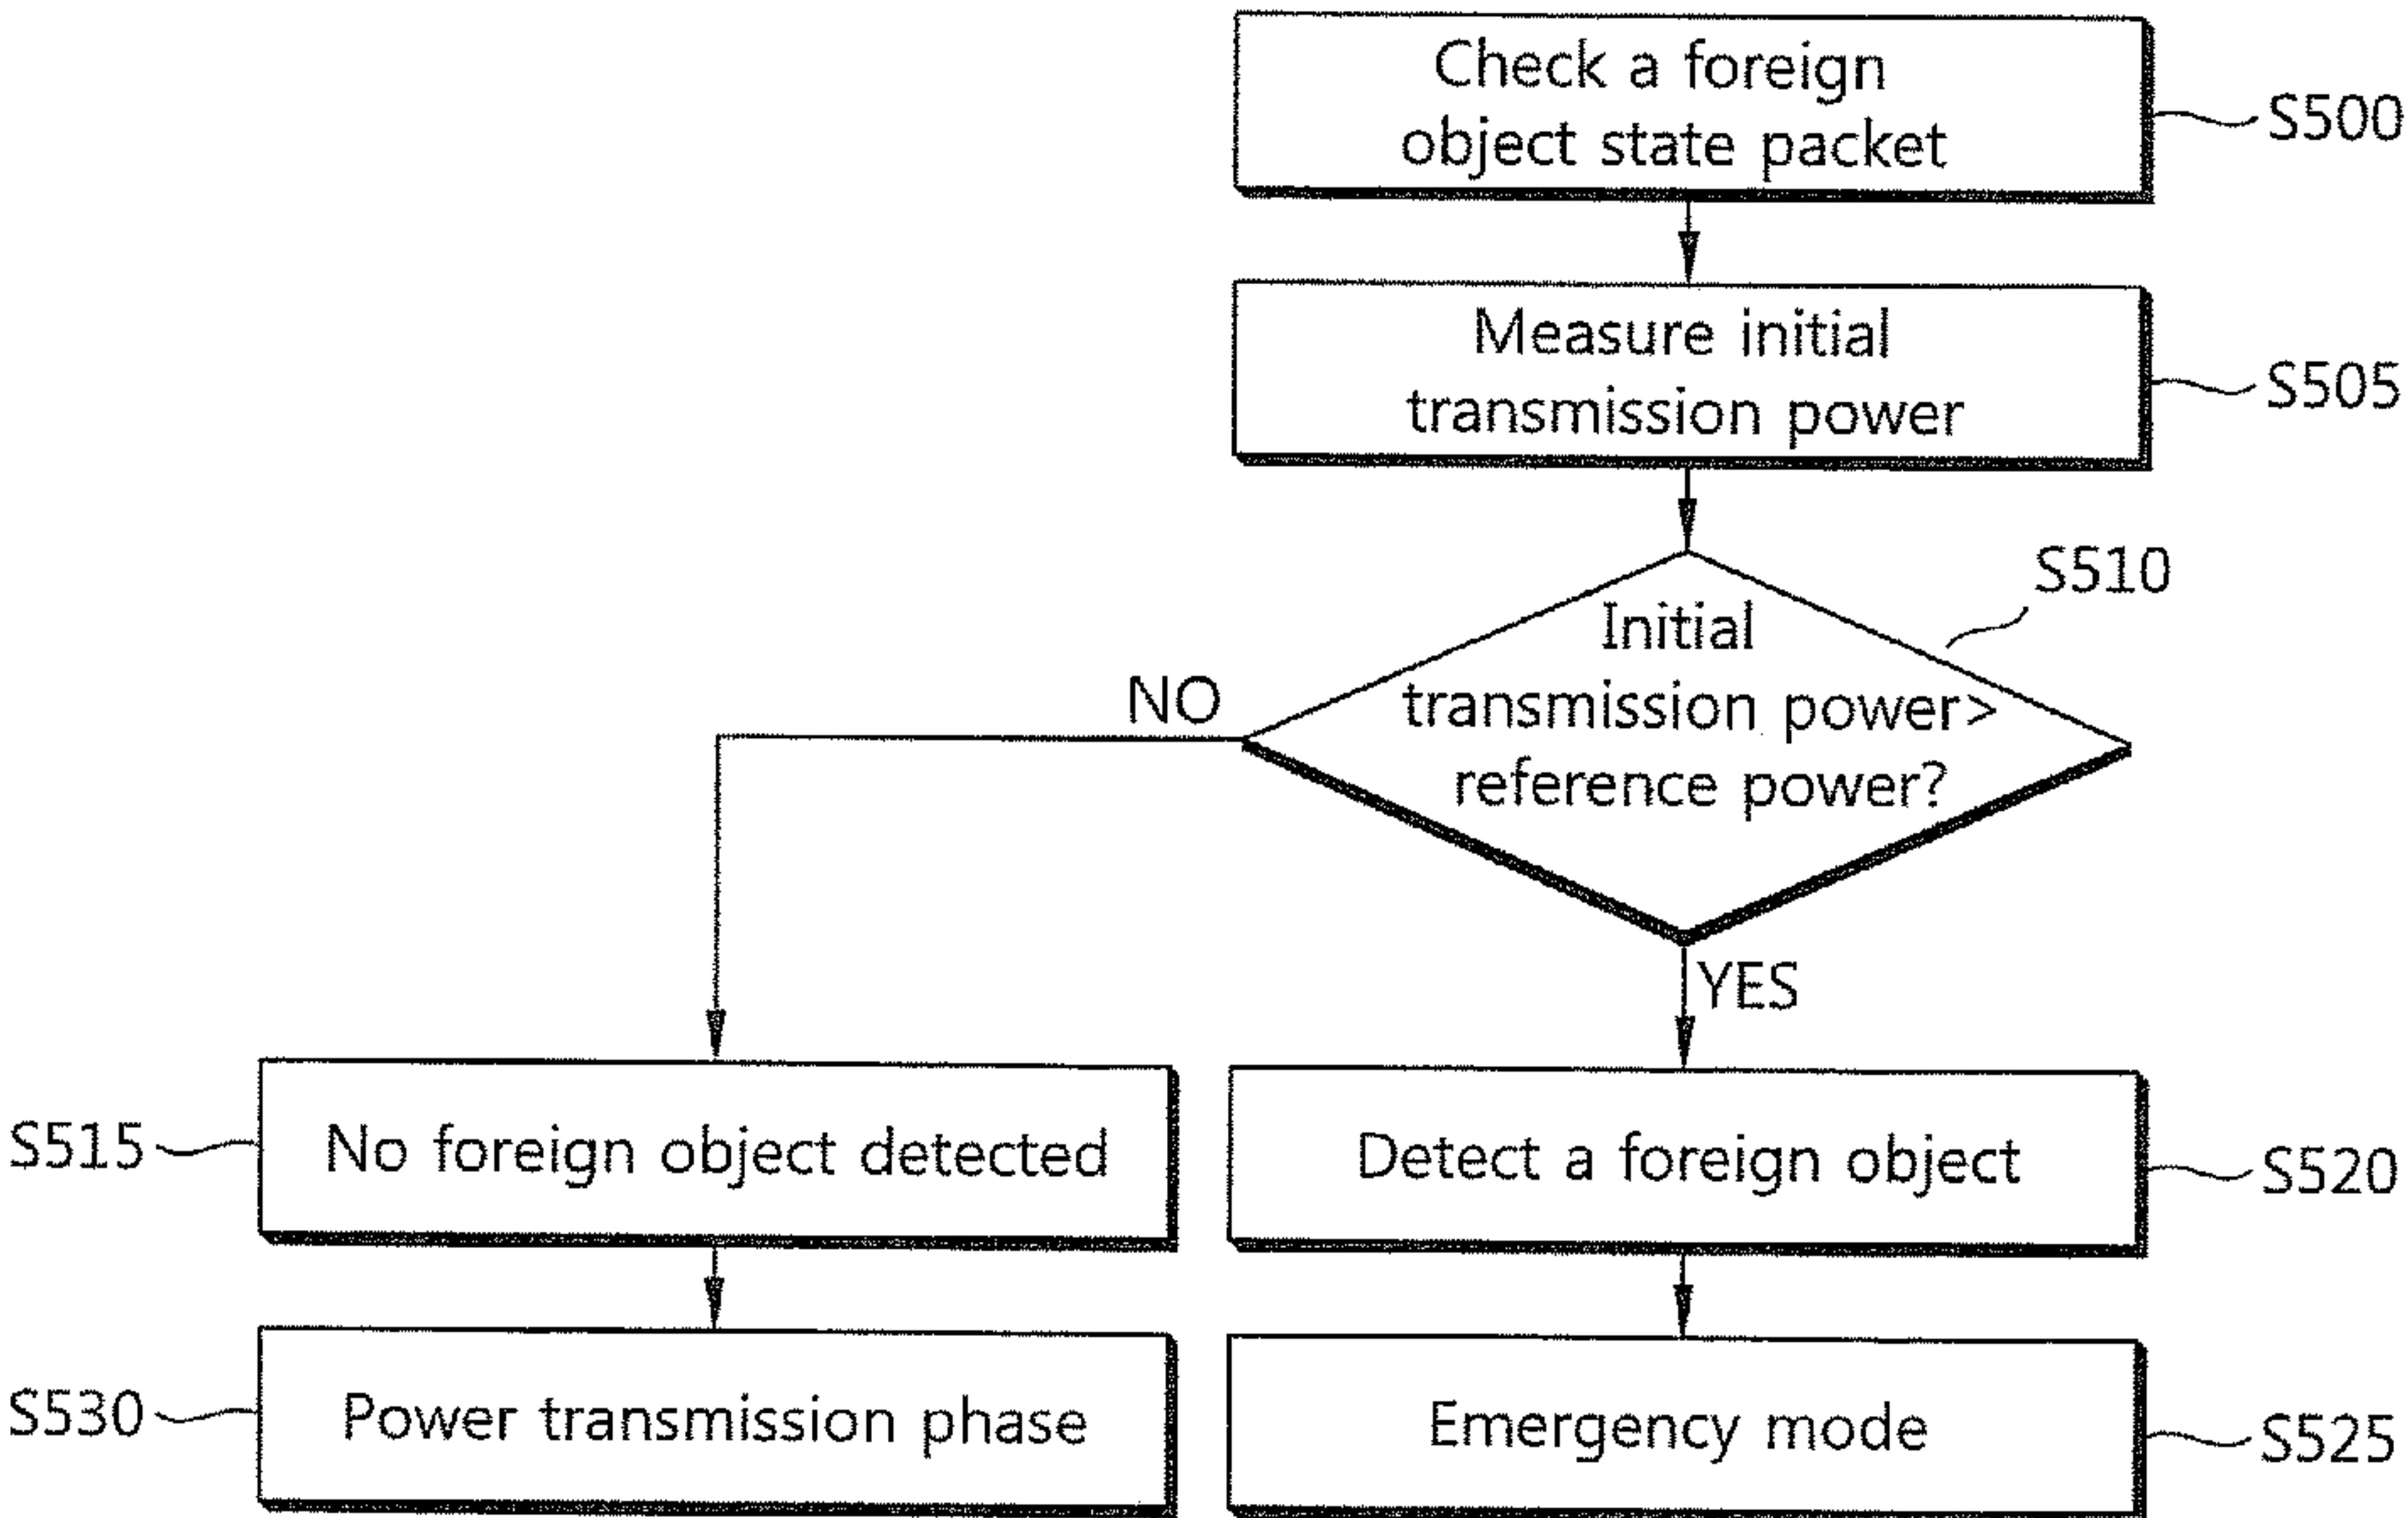 Check a foreign
object state packet
S500
Measure initial
transmission power
S505
S510
Initial
transmission power>
reference power?
NO
YES
S515
No foreign object detected
Detect a foreign object
S520
S530
Power transmission phase
Emergency mode
S525